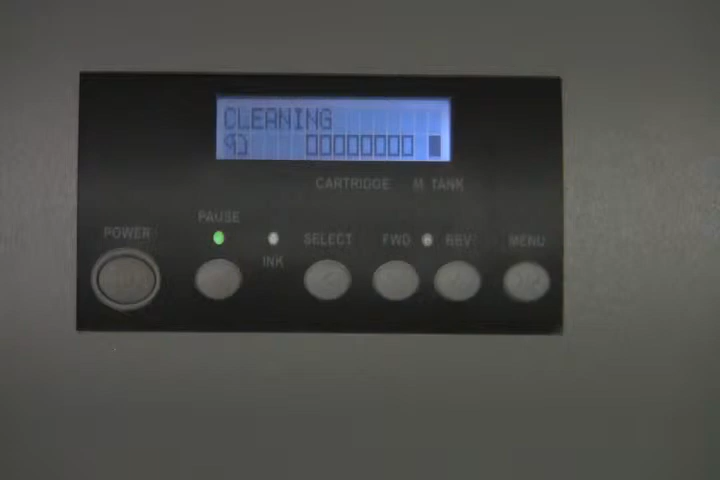 CLEANING
CARTRIDGE M. TANK
PAUSE
POWER
SELECT FWD REV MENU
INK